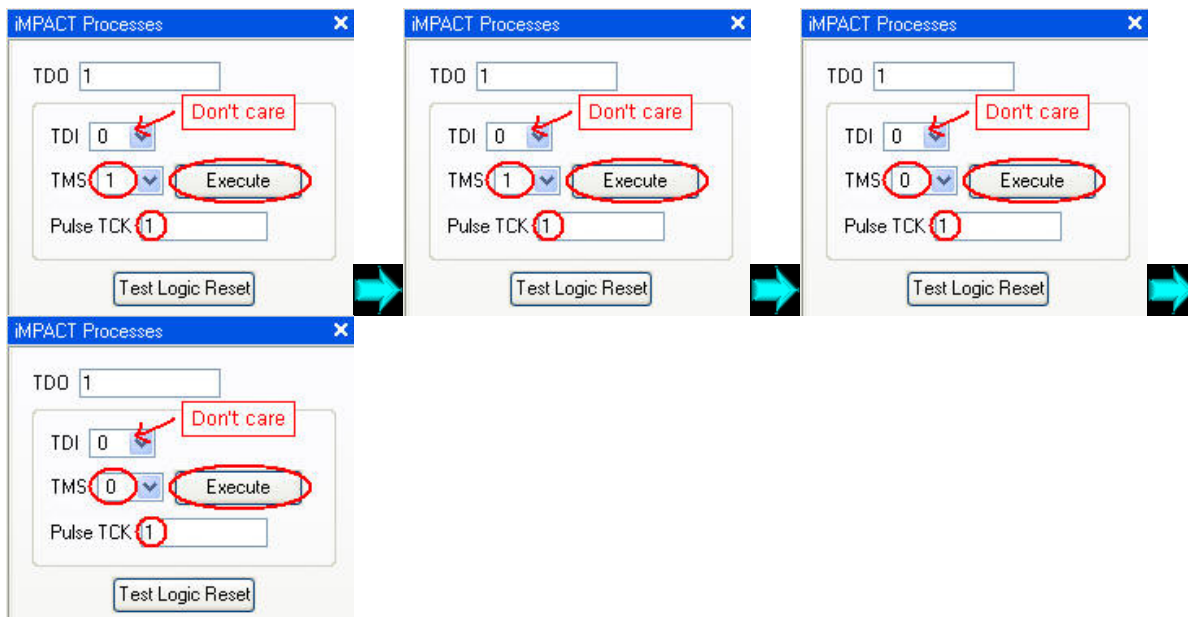 iMPACT Processes
TDO 1
Don't care
TDI 0
TMS 1 Execute
Pulse TCK 1
Test Logic Reset
iMPACT Processes
TDO 1
Don't care
TDI 0
TMS 1 Execute
Pulse TCK 1
Test Logic Reset
iMPACT Processes
TDO 1
Don't care
TDI 0
TMS 0 Execute
Pulse TCK 1
Test Logic Reset
iMPACT Processes
TDO 1
Don't care
TDI 0
TMS 0 Execute
Pulse TCK 1
Test Logic Reset